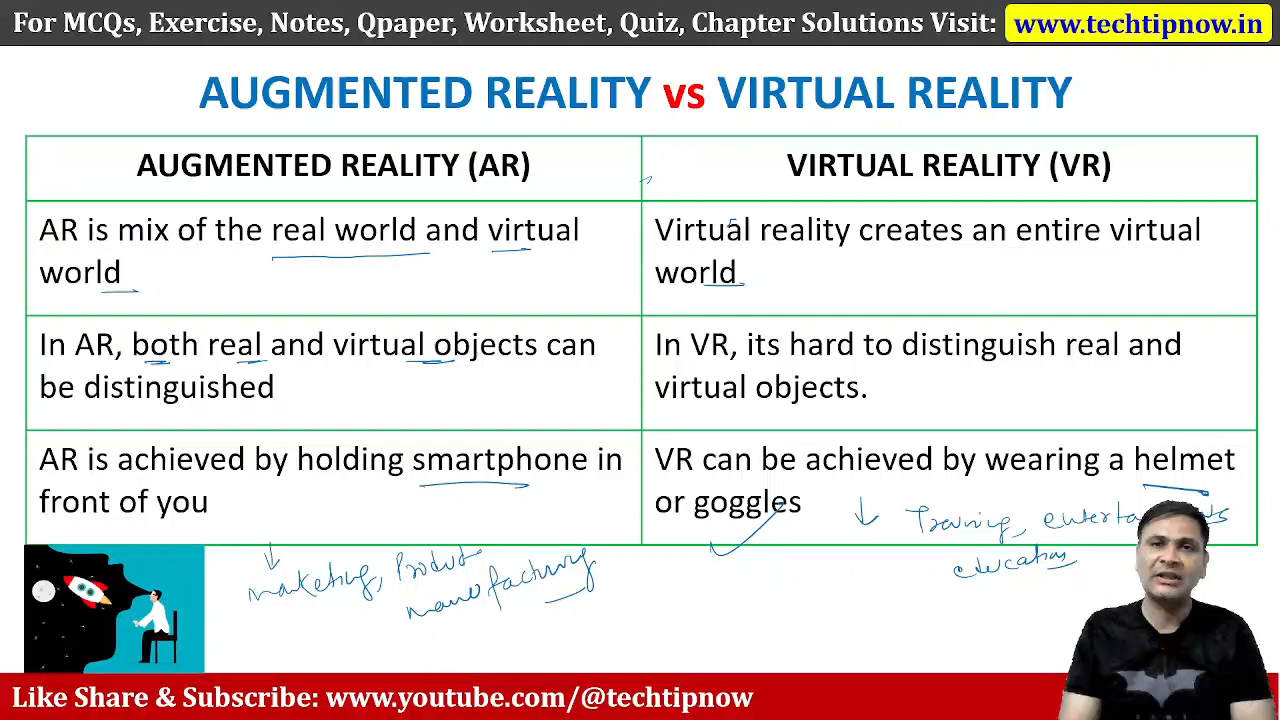 For MCQs, Exercise, Notes, Qpaper, Worksheet, Quiz, Chapter Solutions Visit: www.techtipnow.in
AUGMENTED REALITY vs VIRTUAL REALITY
AUGMENTED REALITY (AR)
VIRTUAL REALITY (VR)
AR is mix of the real world and virtual
world
Virtual reality creates an entire virtual
world
In AR, both real and virtual objects can
be distinguished
In VR, its hard to distinguish real and
virtual objects.
AR is achieved by holding smartphone in
front of you
VR can be achieved by wearing a helmet
or goggles
Training,
education
marketing, Product
manufacturing
Like Share & Subscribe: www.youtube.com/@techtipnow